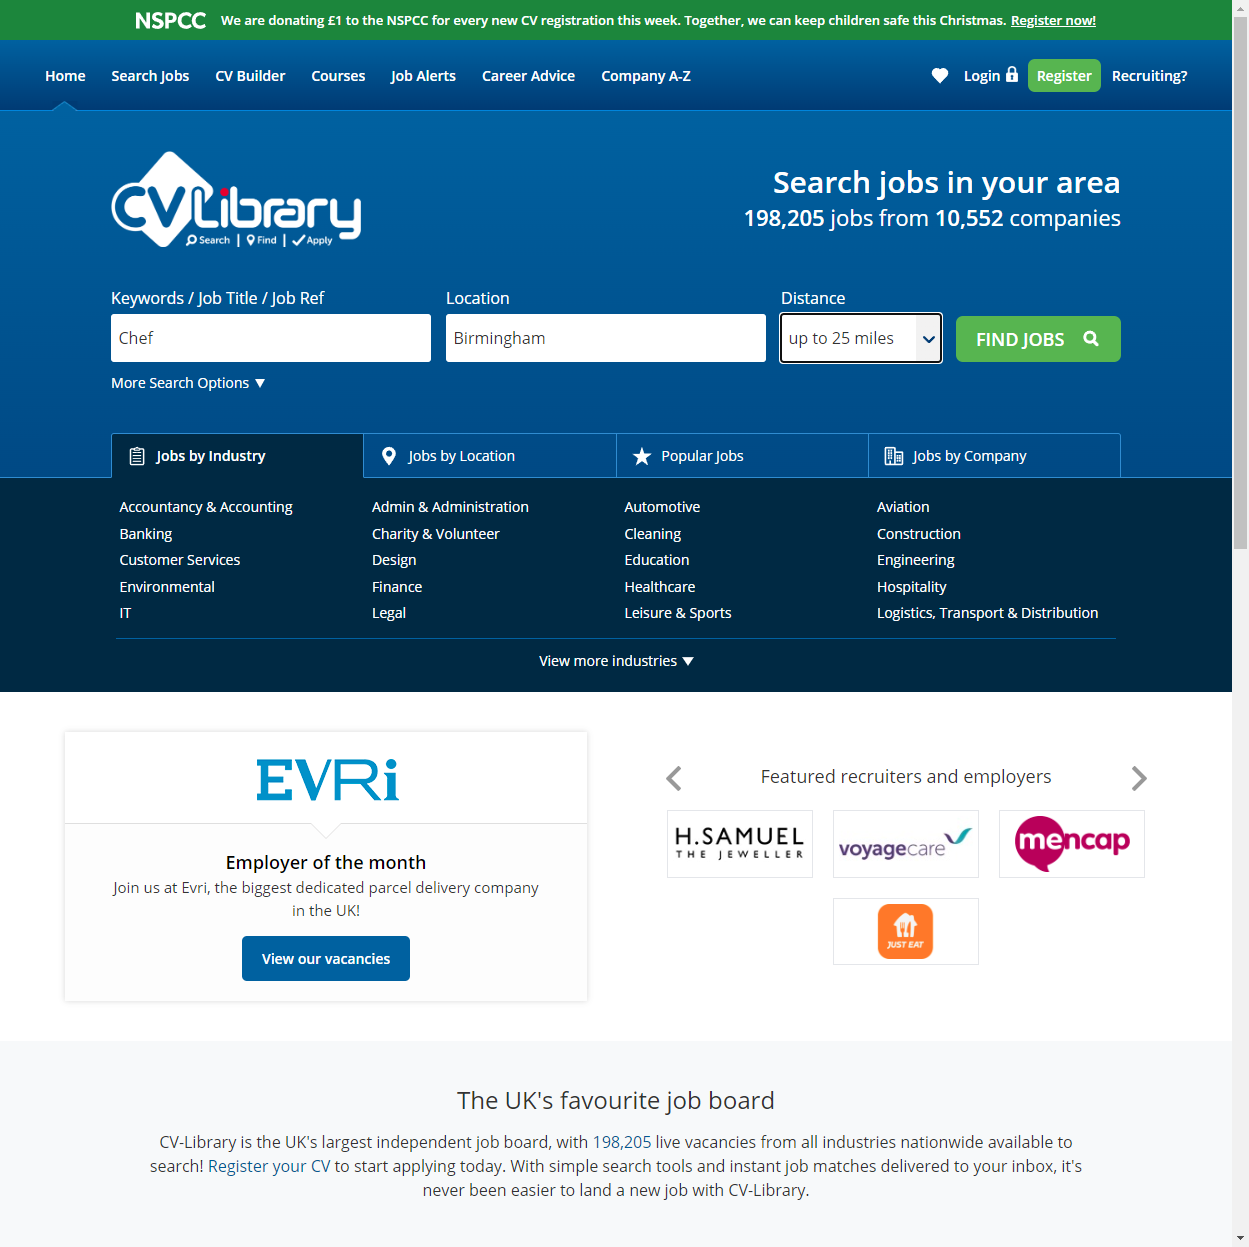 NSPCC We are donating £1 to the NSPCC for every new CV registration this week. Together, we can keep children safe this Christmas. Register now!
Home Search Jobs CV Builder Courses Job Alerts Career Advice Company A-Z Login Register Recruiting?
CVLibrary
Search | Find | Apply
Search jobs in your area
198,205 jobs from 10,552 companies
Keywords / Job Title / Job Ref Location Distance
Chef Birmingham up to 25 miles FIND JOBS
More Search Options ▼
Jobs by Industry Jobs by Location Popular Jobs Jobs by Company
Accountancy & Accounting Admin & Administration Automotive Aviation
Banking Charity & Volunteer Cleaning Construction
Customer Services Design Education Engineering
Environmental Finance Healthcare Hospitality
IT Legal Leisure & Sports Logistics, Transport & Distribution
View more industries ▼
EVRi
Employer of the month
Join us at Evri, the biggest dedicated parcel delivery company
in the UK!
View our vacancies
Featured recruiters and employers
H.SAMUEL
THE JEWELLER
voyagecare
mencap
JUST EAT
The UK's favourite job board
CV-Library is the UK's largest independent job board, with 198,205 live vacancies from all industries nationwide available to
search! Register your CV to start applying today. With simple search tools and instant job matches delivered to your inbox, it's
never been easier to land a new job with CV-Library.